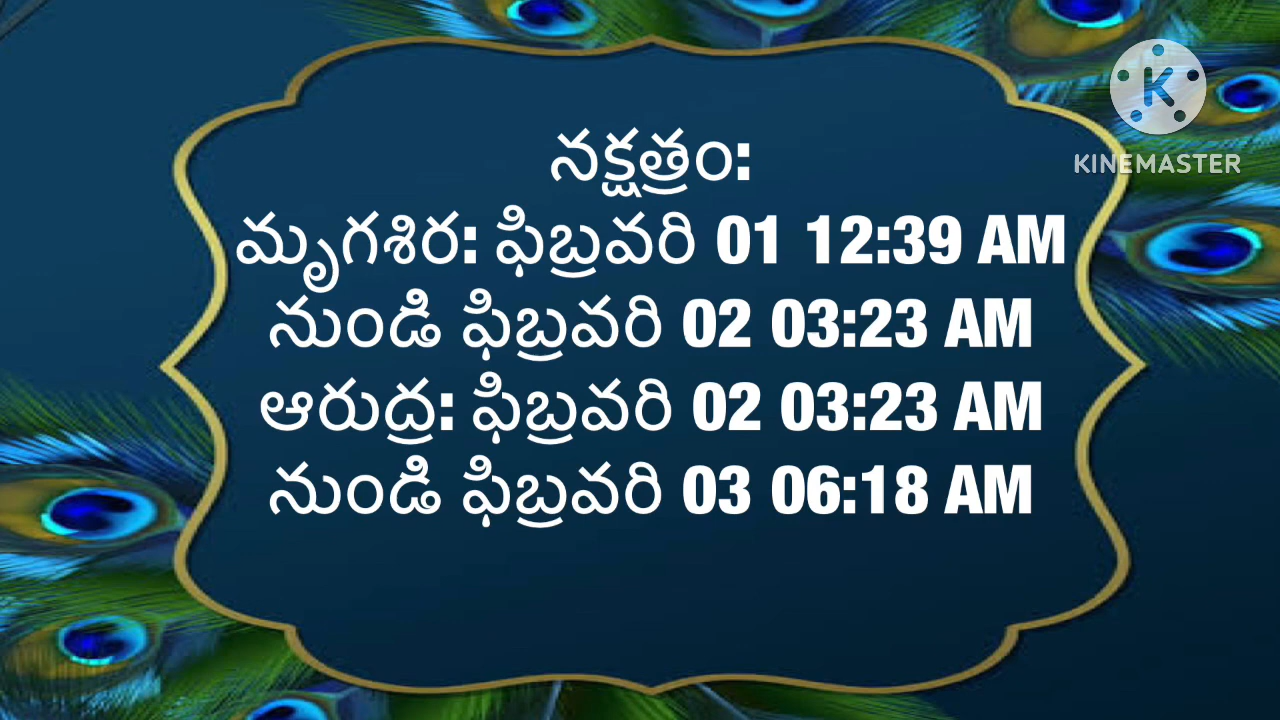 నక్షత్రం:
మృగశిర: ఫిబ్రవరి 01 12:39 AM
నుండి ఫిబ్రవరి 02 03:23 AM
ఆరుద్ర: ఫిబ్రవరి 02 03:23 AM
నుండి ఫిబ్రవరి 03 06:18 AM
K
KINEMASTER